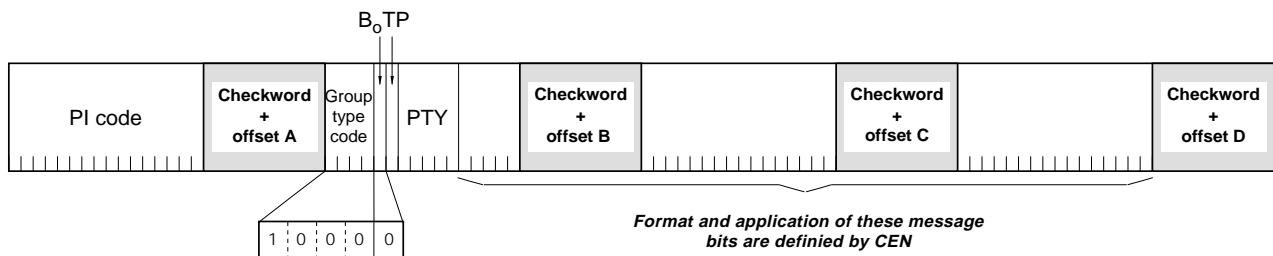 BoTP
PI code
Checkword
+
offset A
Group
type
code
PTY
Checkword
+
offset B
Checkword
+
offset C
Checkword
+
offset D
1 0 0 0 0
Format and application of these message
bits are definied by CEN